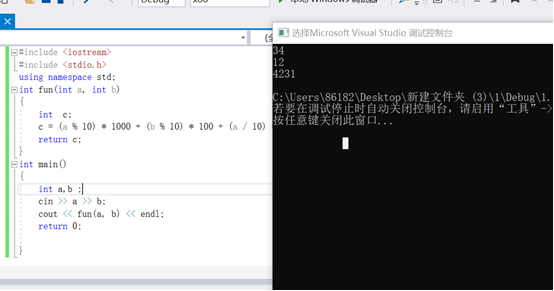 Debug
x86
选择Microsoft Visual Studio 调试控制台
#include <iostream>
#include <stdio.h>
using namespace std;
int fun(int a, int b)
{
int c;
c = (a % 10) * 1000 + (b % 10) * 100 + (a / 10)
return c;
}
int main()
{
int a,b ;
cin >> a >> b;
cout << fun(a, b) << endl;
return 0;
}
34
12
4231
C:\Users\86182\Desktop\新建文件夹 (3)\1\Debug\1.
若要在调试停止时自动关闭控制台，请启用“工具”->
按任意键关闭此窗口...